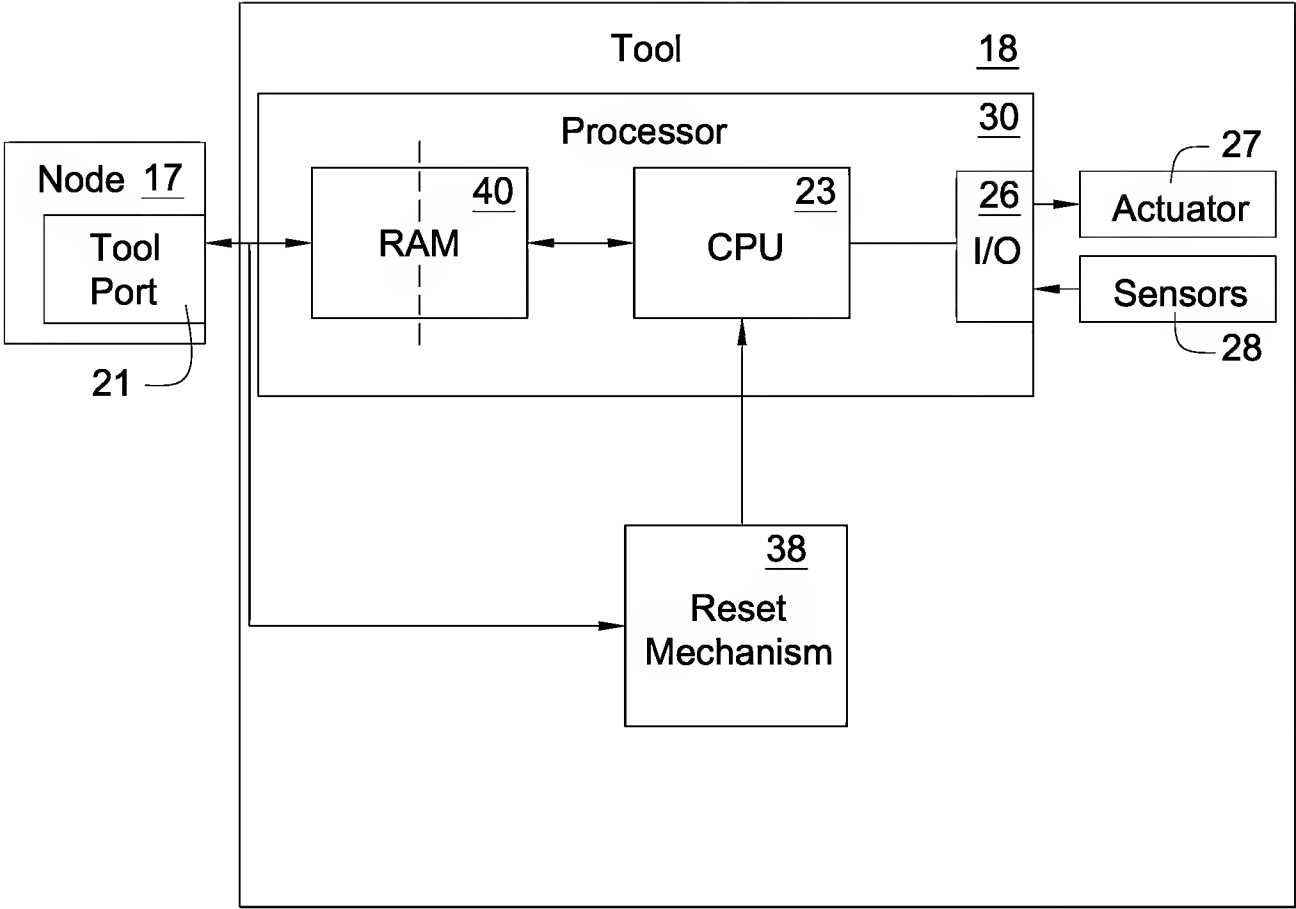 Tool 18
Processor 30
Node 17
Tool
Port
21
40
RAM
23
CPU
26
I/O
27
Actuator
Sensors
28
38
Reset
Mechanism